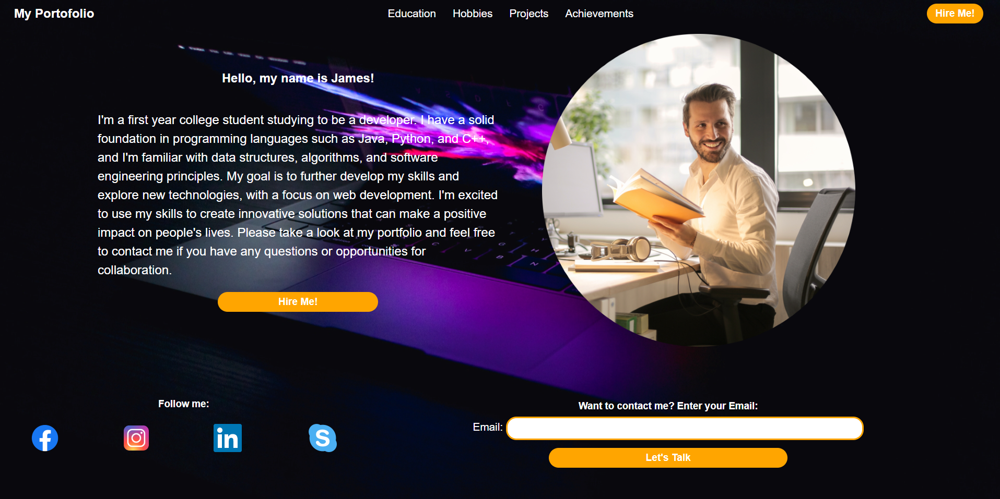 My Portofolio
Education Hobbies Projects Achievements
Hire Me!
Hello, my name is James!
I'm a first year college student studying to be a developer. I have a solid
foundation in programming languages such as Java, Python, and C++,
and I'm familiar with data structures, algorithms, and software
engineering principles. My goal is to further develop my skills and
explore new technologies, with a focus on web development. I'm excited
to use my skills to create innovative solutions that can make a positive
impact on people's lives. Please take a look at my portfolio and feel free
to contact me if you have any questions or opportunities for
collaboration.
Hire Me!
Follow me:
in
S
Want to contact me? Enter your Email:
Email:
Let's Talk